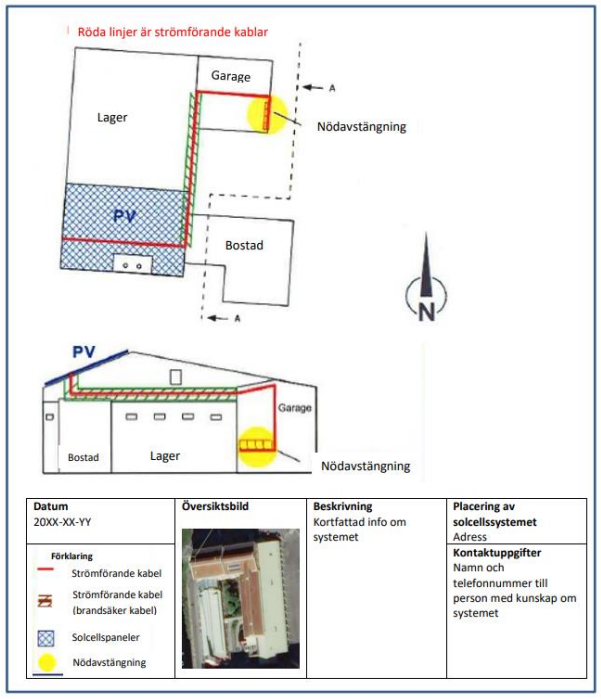 Röda linjer är strömförande kablar
Garage
A
Lager
Nödavstängning
PV
Bostad
N
A
PV
Garage
Bostad
Lager
Nödavstängning
Datum
20XX-XX-YY
Översiktsbild
Beskrivning
Kortfattad info om
systemet
Placering av
solcellssystemet
Adress
Förklaring
Strömförande kabel
Strömförande kabel
(brandsäker kabel)
Solcellspaneler
Nödavstängning
Kontaktuppgifter
Namn och
telefonnummer till
person med kunskap om
systemet